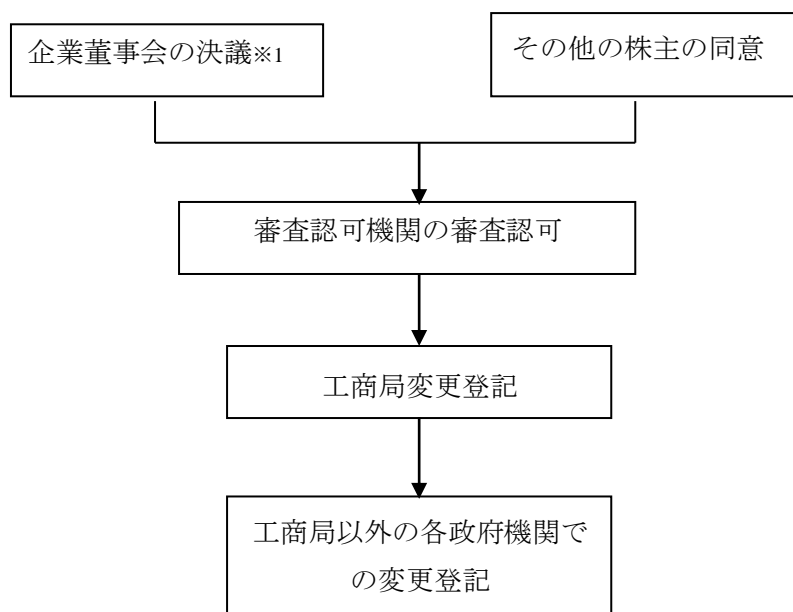 企業董事会の決議※1
その他の株主の同意
審査認可機関の審査認可
工商局変更登記
工商局以外の各政府機関で
の変更登記